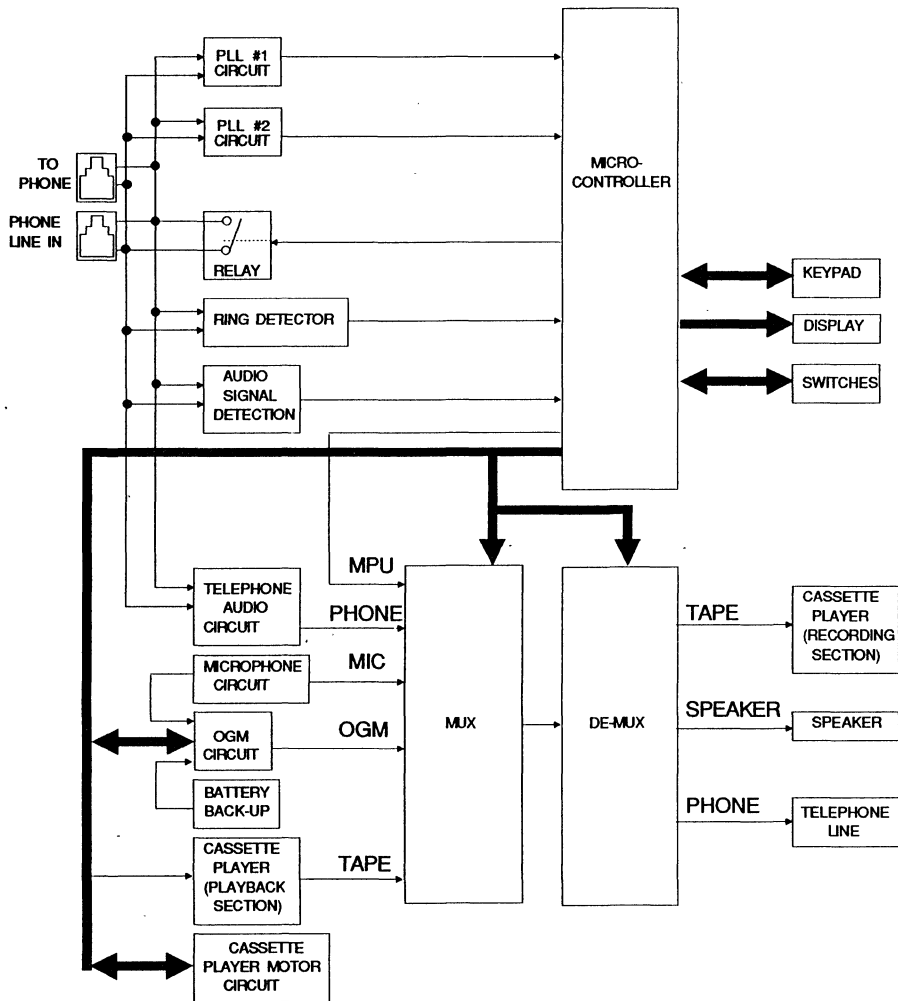 PLL #1
CIRCUIT
PLL #2
CIRCUIT
TO
PHONE
PHONE
LINE IN
RELAY
RING DETECTOR
AUDIO
SIGNAL
DETECTION
MICRO-
CONTROLLER
KEYPAD
DISPLAY
SWITCHES
MPU
TELEPHONE
AUDIO
CIRCUIT
PHONE
MICROPHONE
CIRCUIT
MIC
OGM
CIRCUIT
OGM
BATTERY
BACK-UP
CASSETTE
PLAYER
(PLAYBACK
SECTION)
TAPE
CASSETTE
PLAYER MOTOR
CIRCUIT
MUX
DE-MUX
TAPE
CASSETTE
PLAYER
(RECORDING
SECTION)
SPEAKER
SPEAKER
PHONE
TELEPHONE
LINE